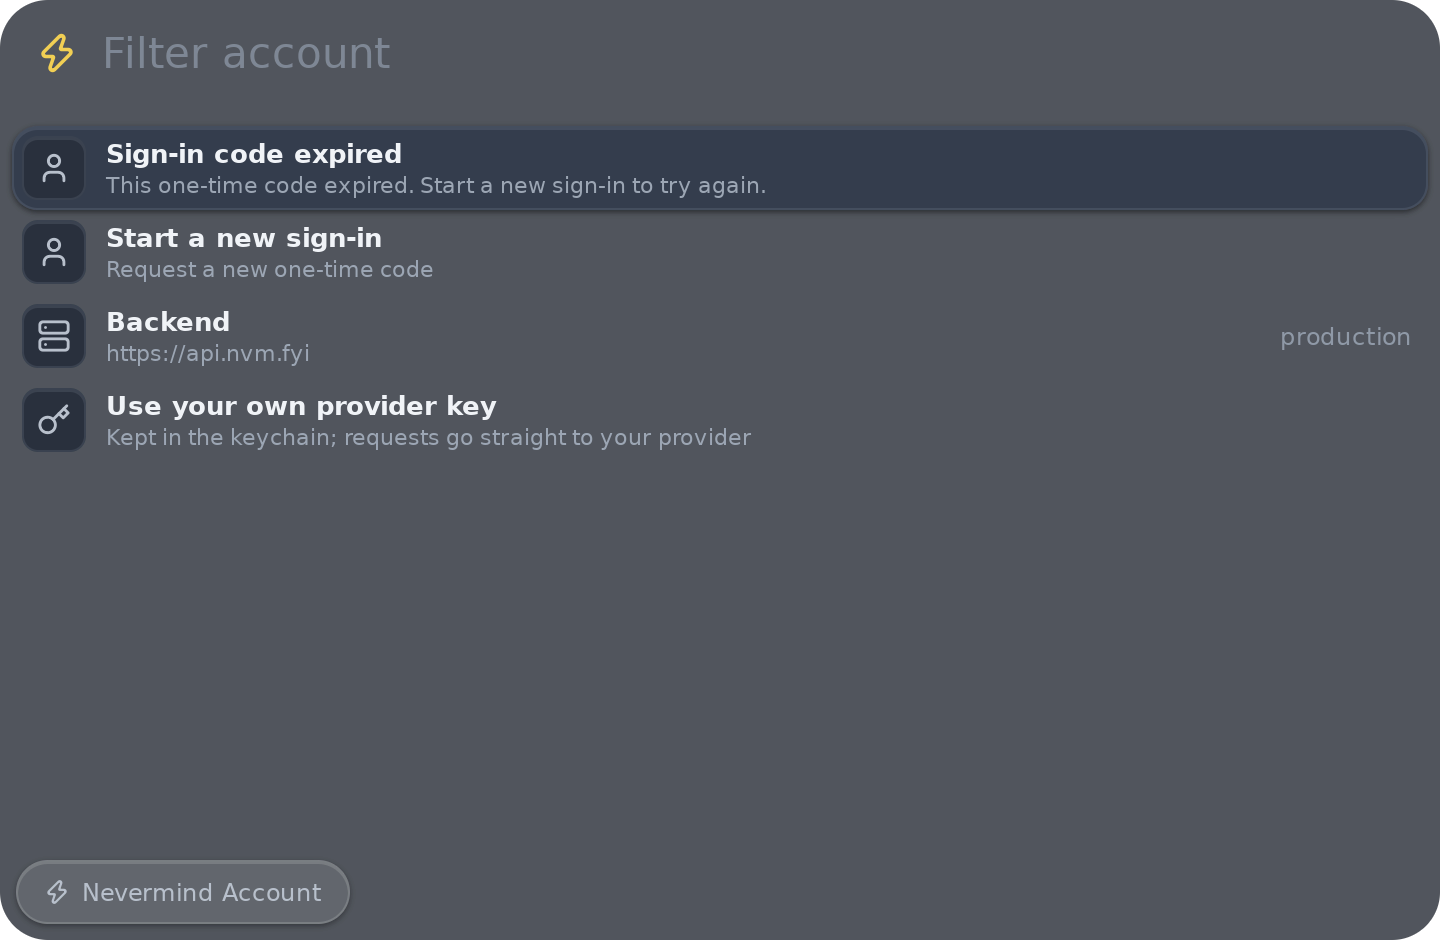 Filter account
Sign-in code expired
This one-time code expired. Start a new sign-in to try again.
Start a new sign-in
Request a new one-time code
Backend
https://api.nvm.fyi
production
Use your own provider key
Kept in the keychain; requests go straight to your provider
Nevermind Account